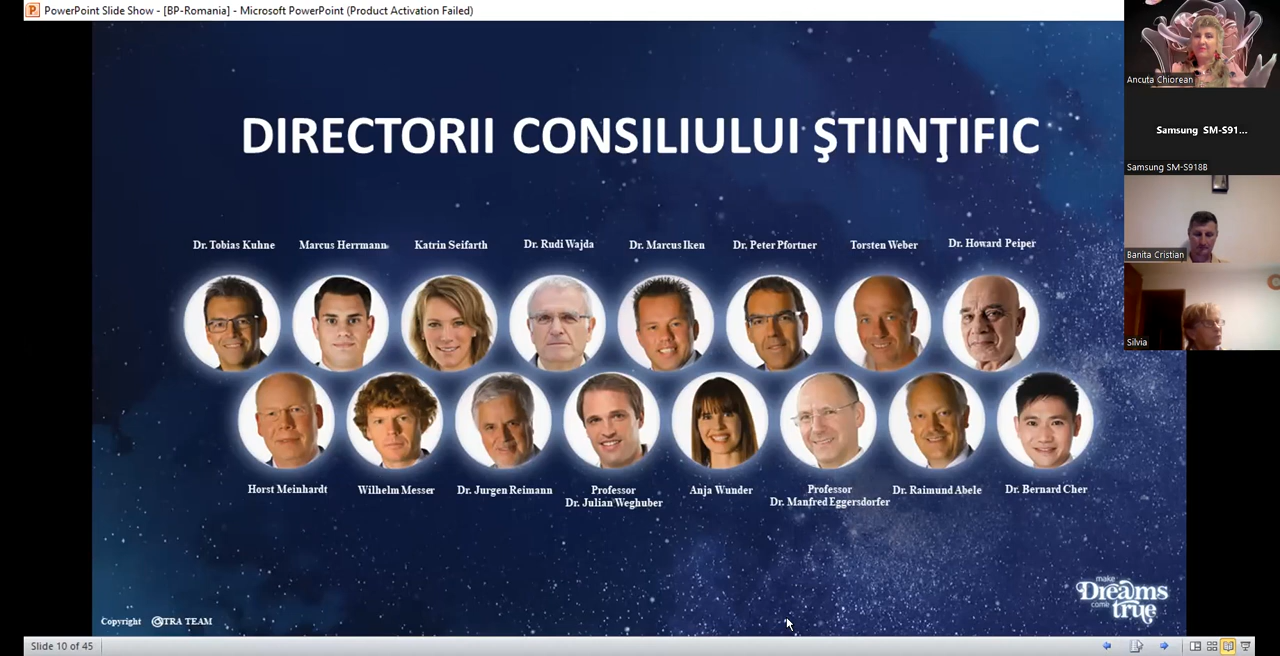 PowerPoint Slide Show - [BP-Romania] - Microsoft PowerPoint (Product Activation Failed)
DIRECTORII CONSILIULUI ŞTIINŢIFIC
Dr. Tobias Kuhne
Marcus Herrmann
Katrin Seifarth
Dr. Rudi Wajda
Dr. Marcus Iken
Dr. Peter Pfortner
Torsten Weber
Dr. Howard Peiper
Horst Meinhardt
Wilhelm Messer
Dr. Jurgen Reimann
Professor
Dr. Julian Weghuber
Anja Wunder
Professor
Dr. Manfred Eggersdorfer
Dr. Raimund Abele
Dr. Bernard Cher
make
Dreams
come true
Copyright © TRA TEAM
Slide 10 of 45
Ancuta Chiorean
Samsung SM-S91...
Samsung SM-S918B
Banita Cristian
Silvia